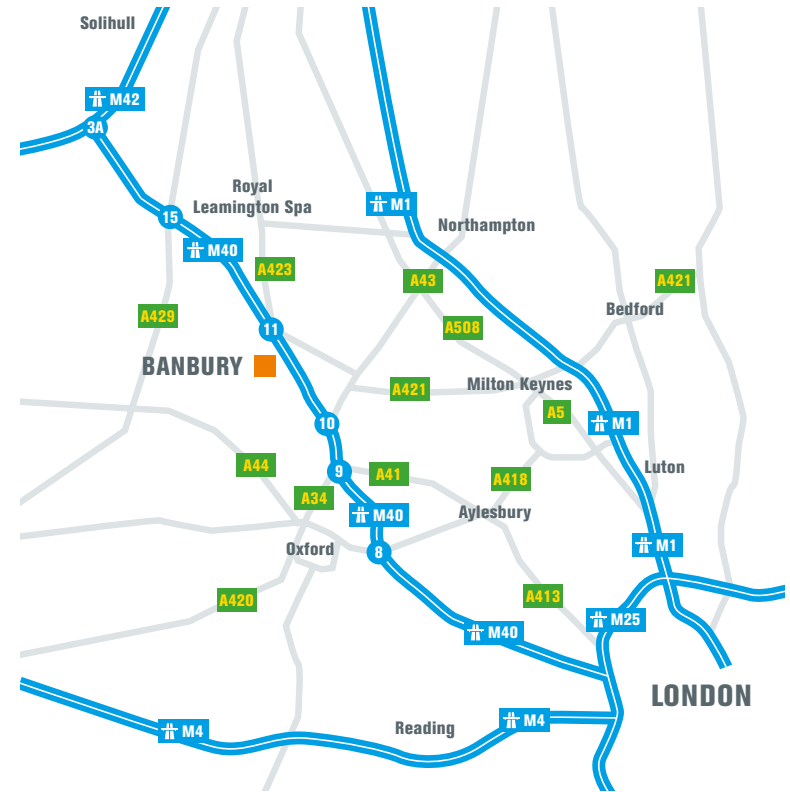 Solihull
M42
3A
Royal
Leamington Spa
M1
15
Northampton
M40
A423
A43
A421
A429
A508
Bedford
11
BANBURY
Milton Keynes
A421
A5
10
M1
A44
9
A41
A418
Luton
A34
M40
Aylesbury
Oxford
8
M1
A420
A413
M25
M40
LONDON
M4
Reading
M4